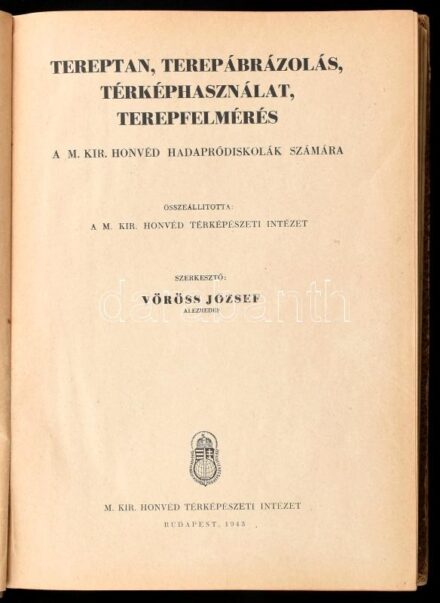 TEREPTAN, TEREPÁBRÁZOLÁS,
TÉRKÉPHASZNÁLAT,
TEREPFELMÉRÉS
A M. KIR. HONVÉD HADAPRÓDISKOLÁK SZÁMÁRA
ÖSSZEÁLLITOTTA:
A M. KIR. HONVÉD TÉRKÉPÉSZETI INTÉZET
SZERKESZTŐ:
VÖRÖSS JÓZSEF
ALEZREDES
darabanth
M. KIR. HONVÉD TÉRKÉPÉSZETI INTÉZET
BUDAPEST, 1943